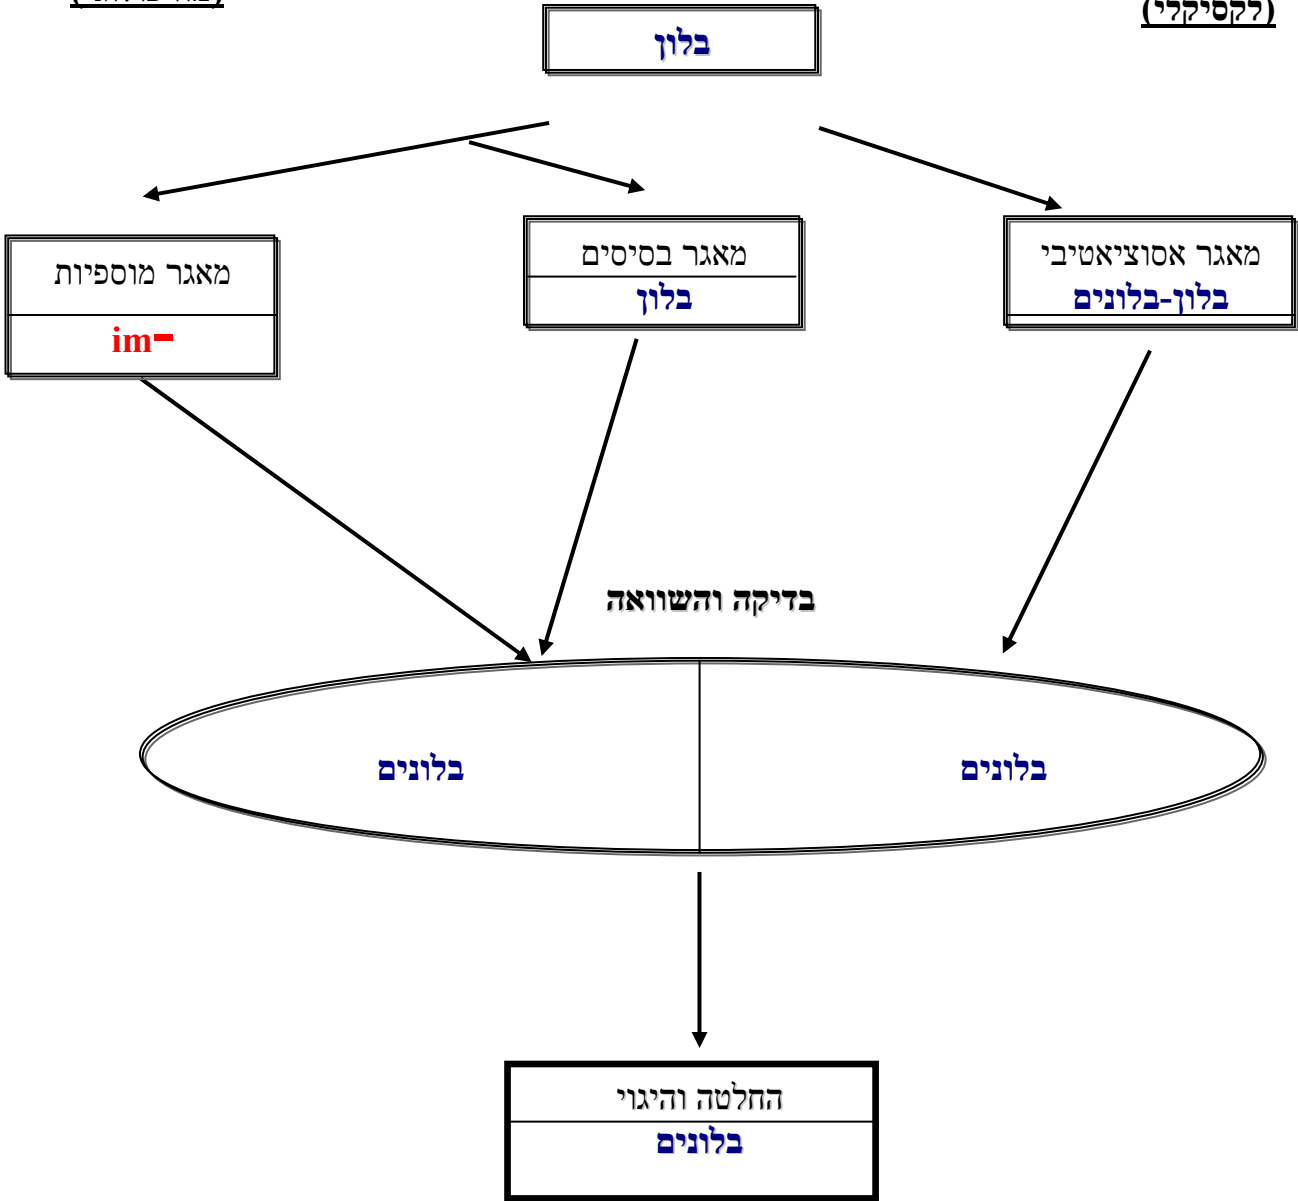 (לקסיקלי)
בלון
מאגר אסוציאטיבי
בלון-בלונים
מאגר בסיסים
בלון
מאגר מוספיות
im-
בדיקה והשוואה
בלונים
בלונים
החלטה והיגוי
בלונים